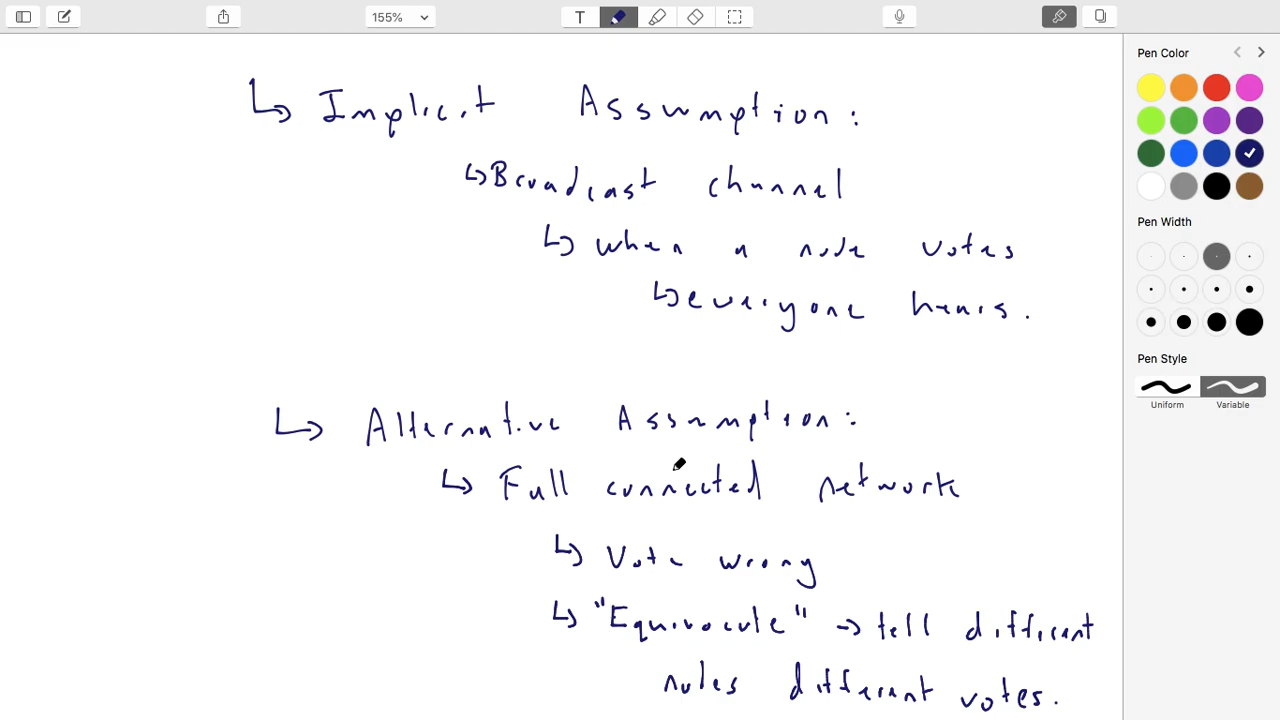 155%
T
↳ Implicit Assumption:
↳ Broadcast channel
↳ when a node votes
↳ everyone hears.
↳ Alternative Assumption:
↳ Full connected network
↳ Vote wrong
↳ "Equivocate" → tell different
nodes different votes.
Pen Color
Pen Width
Pen Style
Uniform Variable